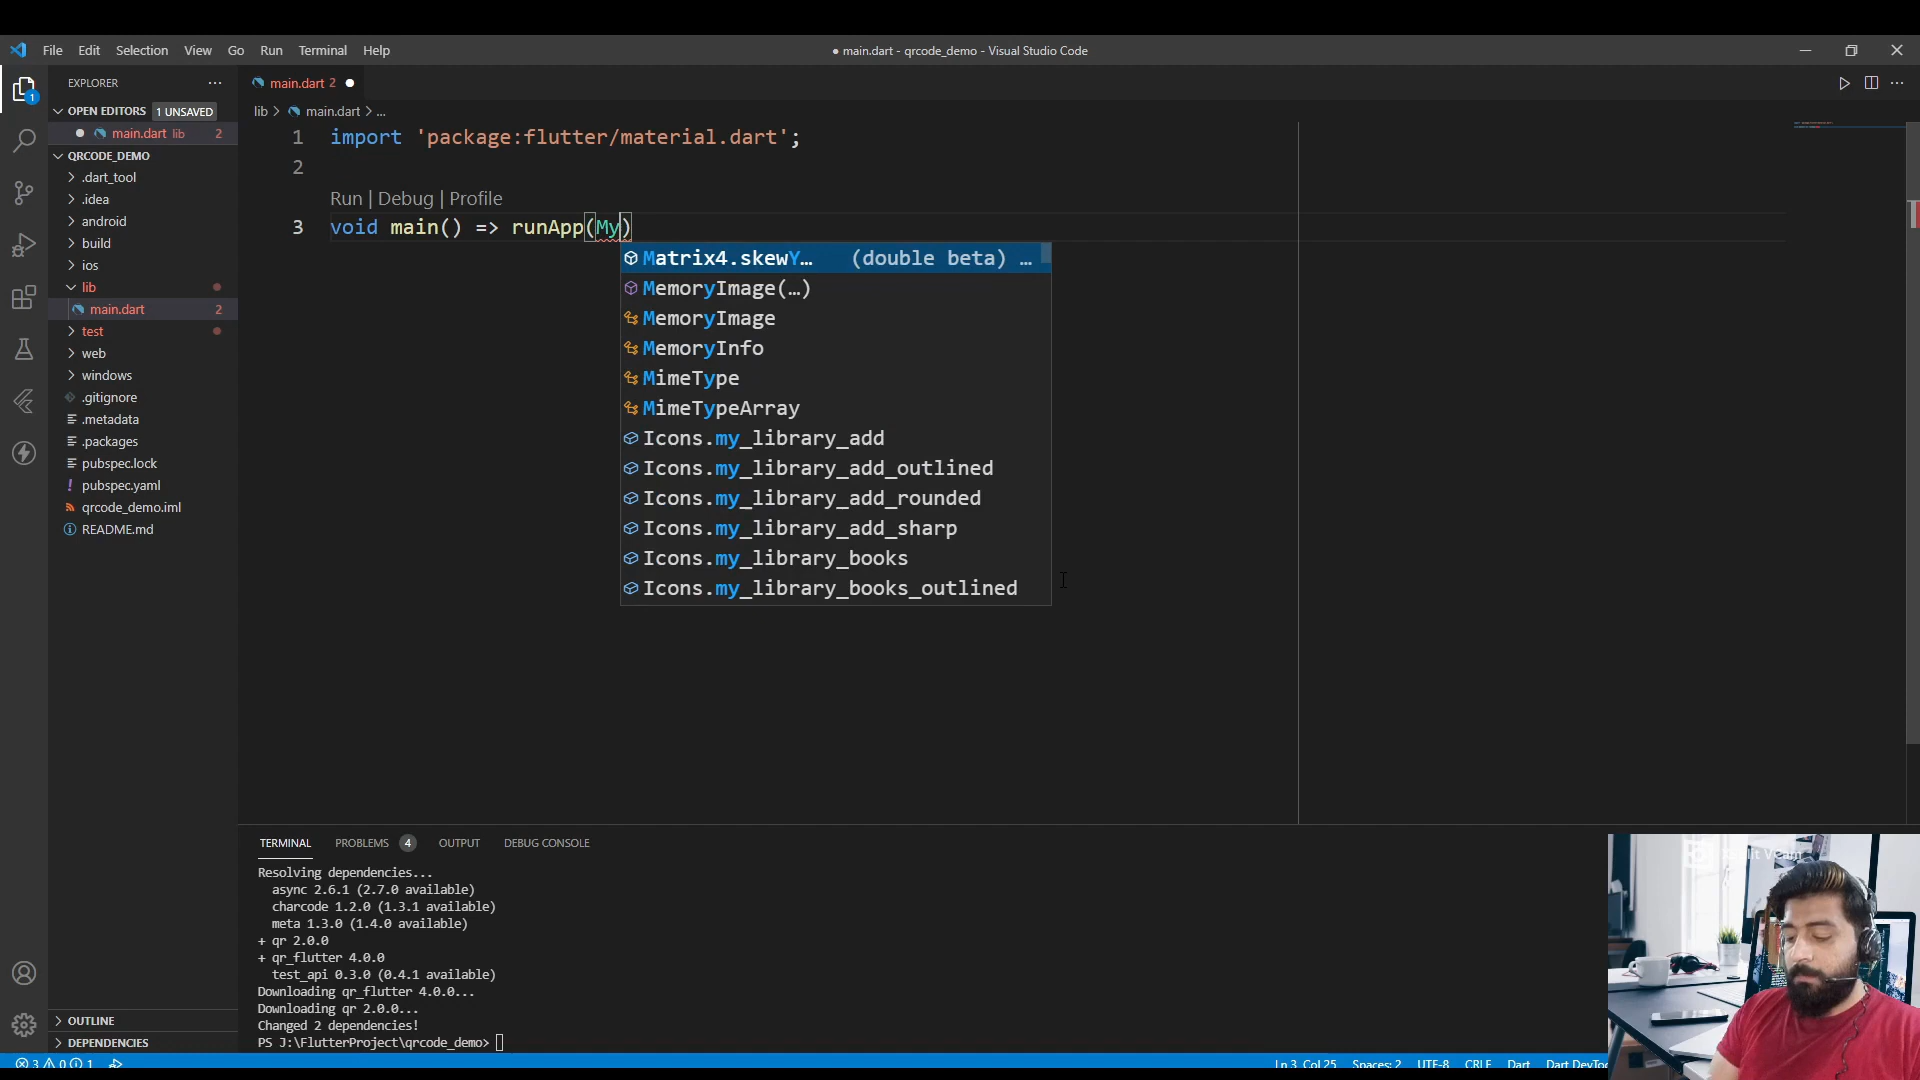 File Edit Selection View Go Run Terminal Help
● main.dart - qrcode_demo - Visual Studio Code
EXPLORER
main.dart 2
OPEN EDITORS 1 UNSAVED
main.dart lib 2
QRCODE_DEMO
.dart_tool
.idea
android
build
ios
lib
main.dart 2
test
web
windows
.gitignore
.metadata
.packages
pubspec.lock
pubspec.yaml
qrcode_demo.iml
README.md
OUTLINE
DEPENDENCIES
1
lib > main.dart > ...
1 import 'package:flutter/material.dart';
2
Run | Debug | Profile
3 void main() => runApp(My)
Matrix4.skewY… (double beta) …
MemoryImage(…)
MemoryImage
MemoryInfo
MimeType
MimeTypeArray
Icons.my_library_add
Icons.my_library_add_outlined
Icons.my_library_add_rounded
Icons.my_library_add_sharp
Icons.my_library_books
Icons.my_library_books_outlined
TERMINAL PROBLEMS 4 OUTPUT DEBUG CONSOLE
Resolving dependencies...
async 2.6.1 (2.7.0 available)
charcode 1.2.0 (1.3.1 available)
meta 1.3.0 (1.4.0 available)
+ qr 2.0.0
+ qr_flutter 4.0.0
test_api 0.3.0 (0.4.1 available)
Downloading qr_flutter 4.0.0...
Downloading qr 2.0.0...
Changed 2 dependencies!
PS J:\FlutterProject\qrcode_demo>
3 0 1 Ln 3, Col 25 Spaces: 2 UTF-8 CRLF Dart